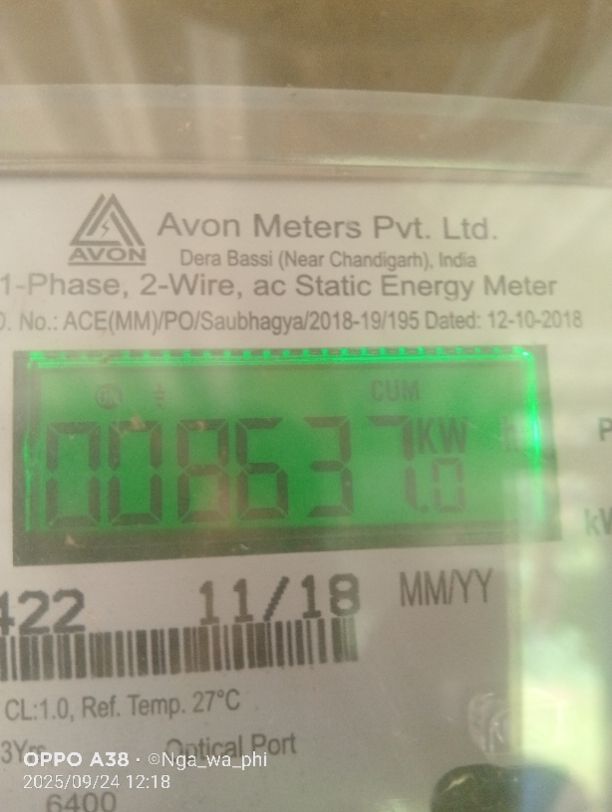 Avon Meters Pvt. Ltd.
AVON
Dera Bassi (Near Chandigarh), India
1-Phase, 2-Wire, ac Static Energy Meter
O. No.: ACE(MM)/PO/Saubhagya/2018-19/195 Dated: 12-10-2018
CUM
008637.0 KW h
422 11/18 MM/YY
CL:1.0, Ref. Temp. 27°C
3Yrs Optical Port
OPPO A38 · ©Nga_wa_phi
2025/09/24 12:18
6400